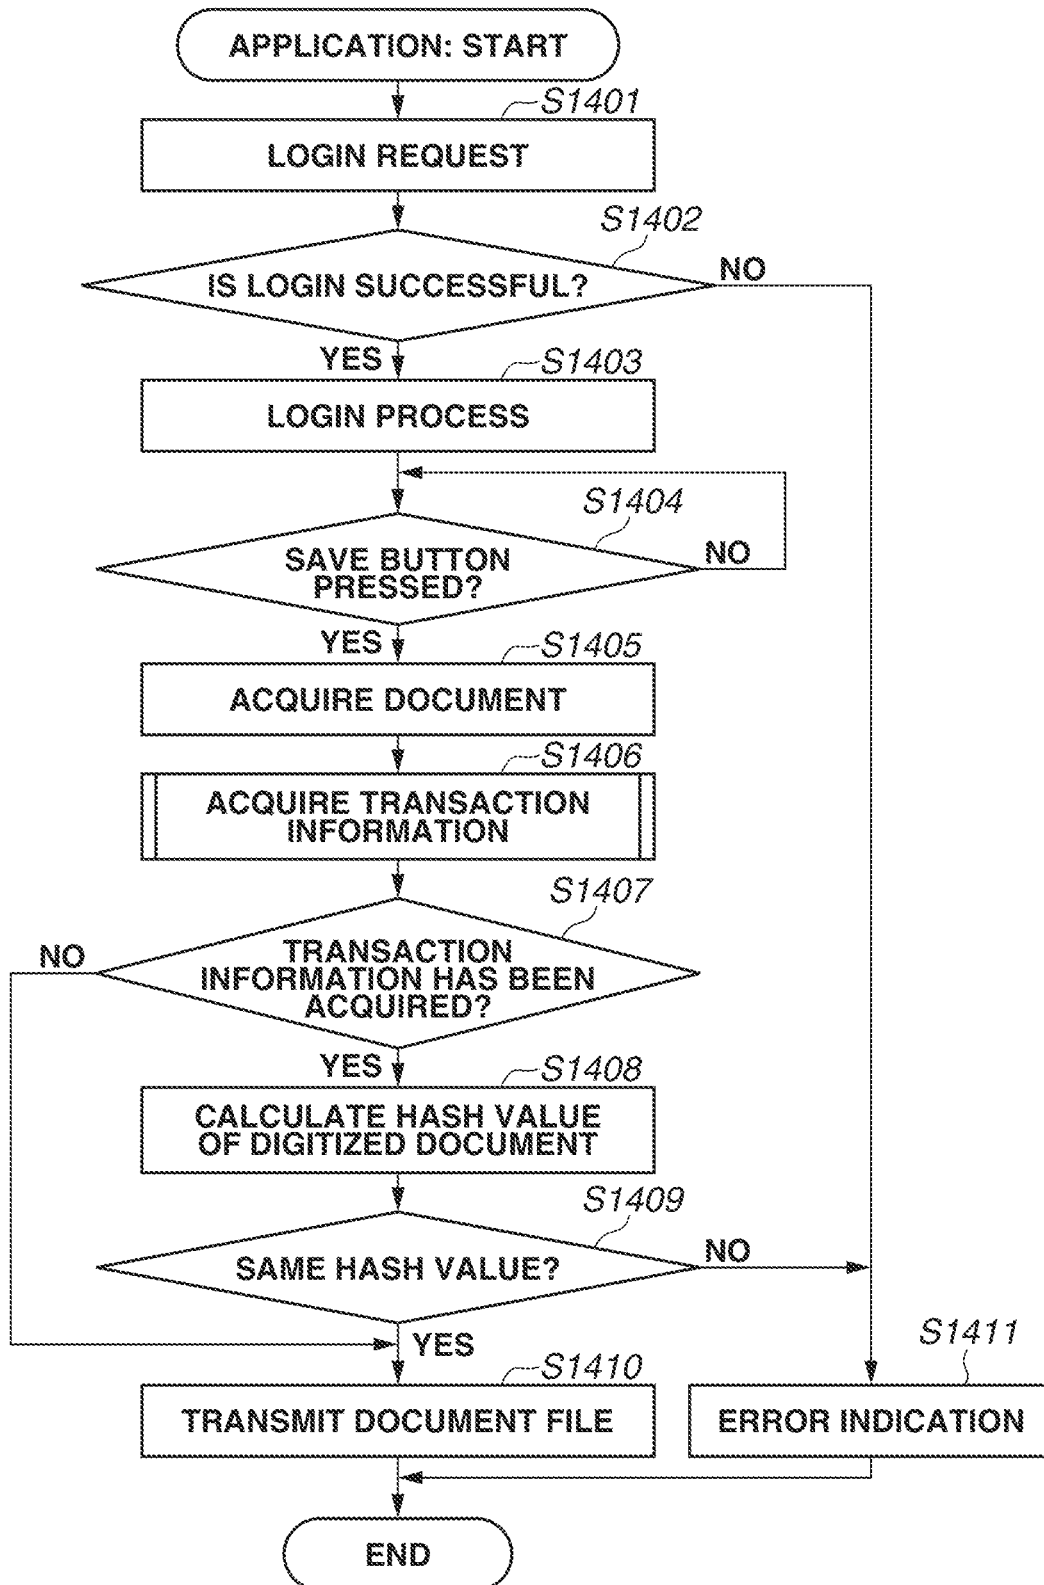 APPLICATION: START
S1401
LOGIN REQUEST
S1402
IS LOGIN SUCCESSFUL?
NO
YES
S1403
LOGIN PROCESS
S1404
SAVE BUTTON
PRESSED?
NO
YES
S1405
ACQUIRE DOCUMENT
S1406
ACQUIRE TRANSACTION
INFORMATION
S1407
NO
TRANSACTION
INFORMATION HAS BEEN
ACQUIRED?
YES
S1408
CALCULATE HASH VALUE
OF DIGITIZED DOCUMENT
S1409
SAME HASH VALUE?
NO
YES
S1410
TRANSMIT DOCUMENT FILE
S1411
ERROR INDICATION
END